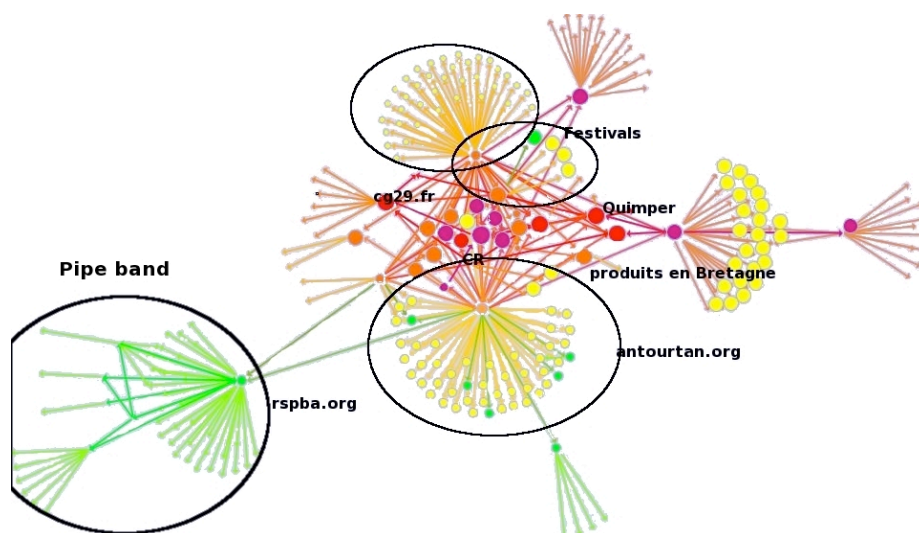 Festivals
cg29.fr
Quimper
CR
Pipe band
produits en Bretagne
antourtan.org
rspba.org